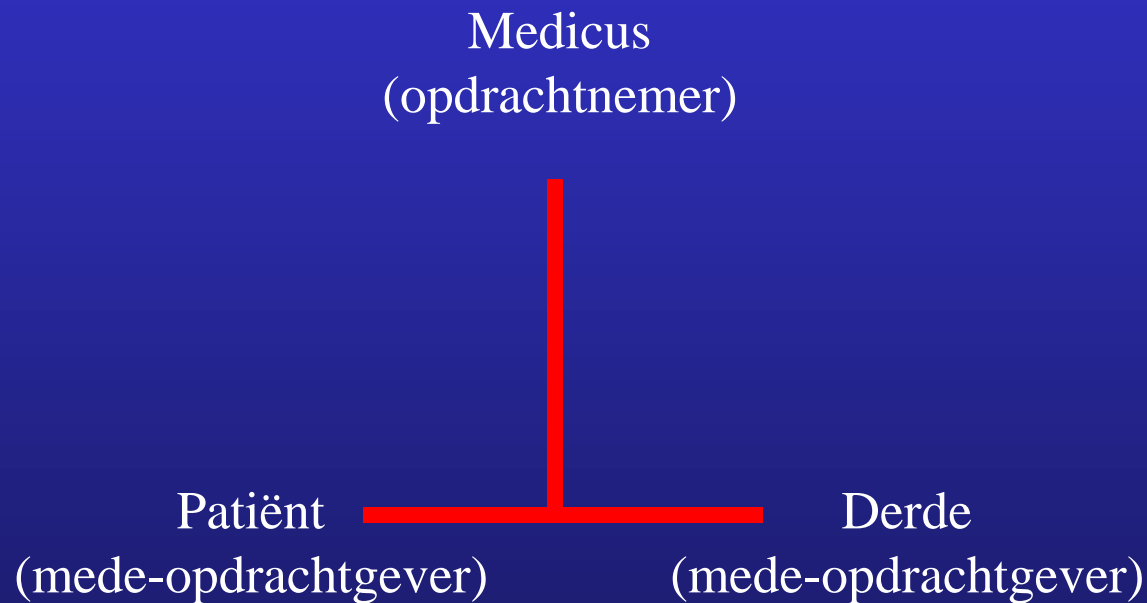 Medicus
(opdrachtnemer)
Patiënt
(mede-opdrachtgever)
Derde
(mede-opdrachtgever)